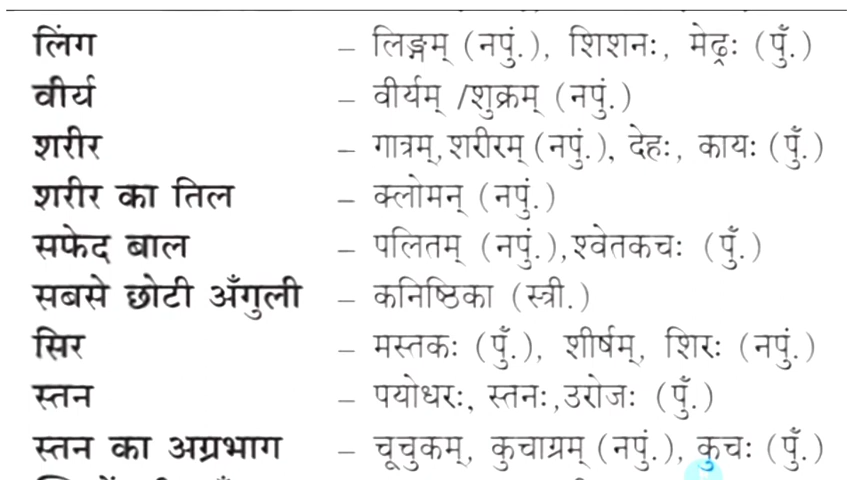 लिंग – लिङ्गम् (नपुं.), शिशनः, मेढ्रः (पुँ.)
वीर्य – वीर्यम् /शुक्रम् (नपुं.)
शरीर – गात्रम्, शरीरम् (नपुं.), देहः, कायः (पुँ.)
शरीर का तिल – क्लोमन् (नपुं.)
सफेद बाल – पलितम् (नपुं.), श्वेतकचः (पुँ.)
सबसे छोटी अँगुली – कनिष्ठिका (स्त्री.)
सिर – मस्तकः (पुँ.), शीर्षम्, शिरः (नपुं.)
स्तन – पयोधरः, स्तनः, उरोजः (पुँ.)
स्तन का अग्रभाग – चूचुकम्, कुचाग्रम् (नपुं.), कुचः (पुँ.)